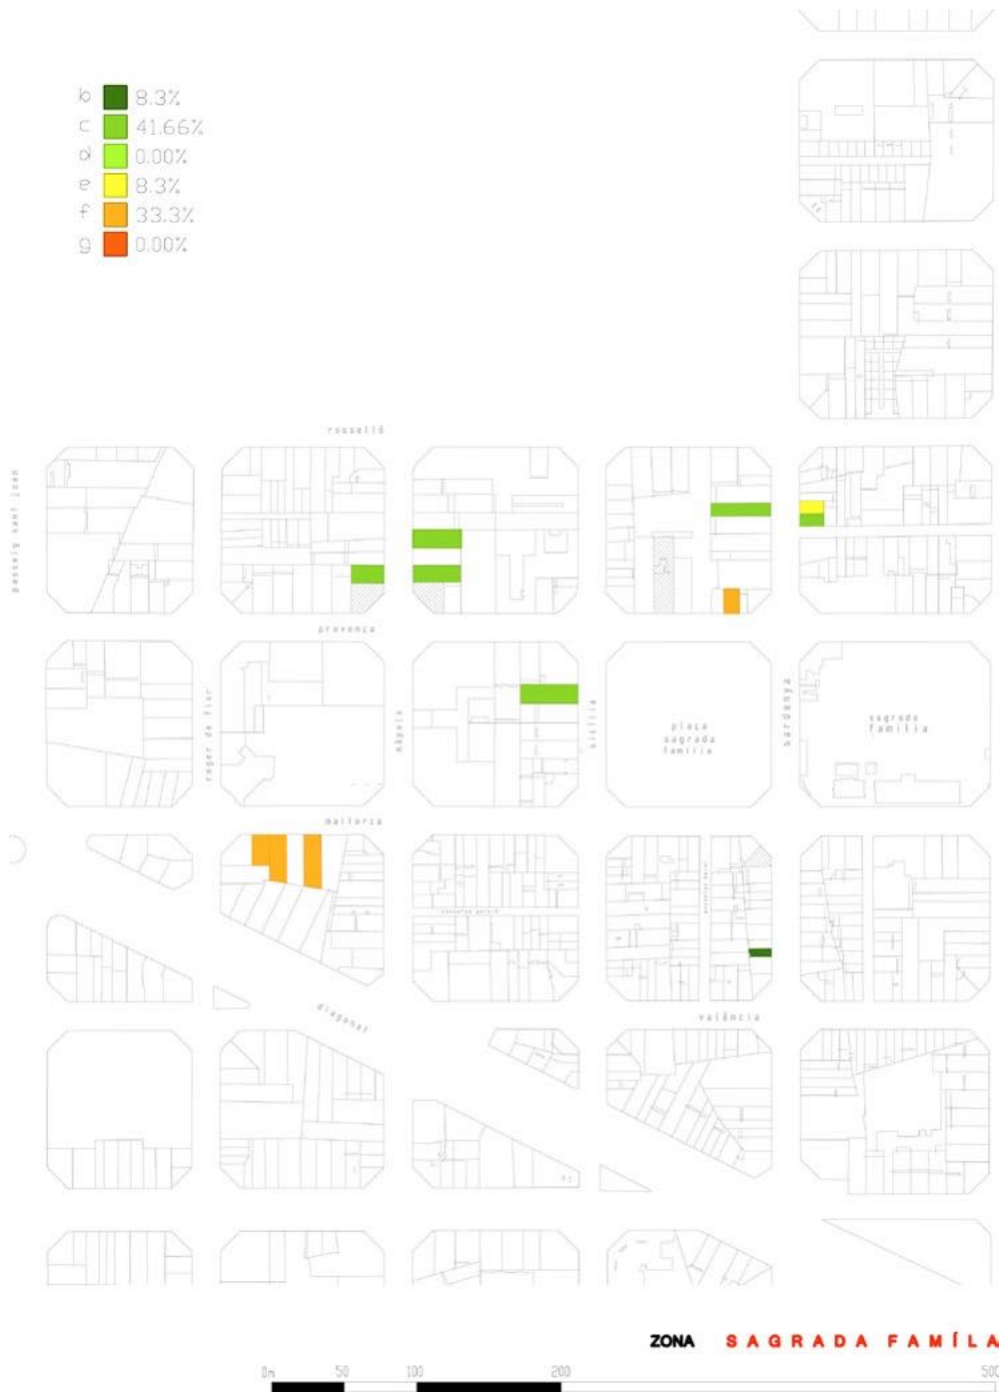 b 8.3%
c 41.66%
d 0.00%
e 8.3%
f 33.3%
g 0.00%
rosselló
passeig sant joan
provença
roger de flor
nàpols
sicília
plaça
sagrada
família
sardenya
sagrada
família
mallorca
diagonal
valència
ZONA SAGRADA FAMÍLA
0m 50 100 200 500